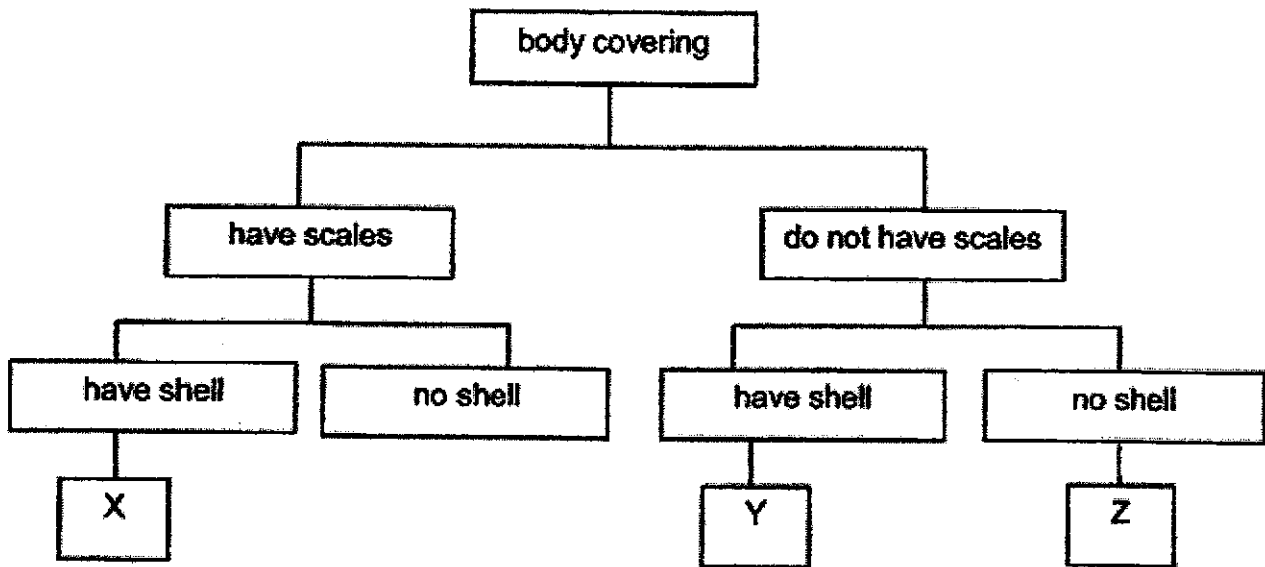 body covering
have scales
do not have scales
have shell
no shell
have shell
no shell
X
Y
Z